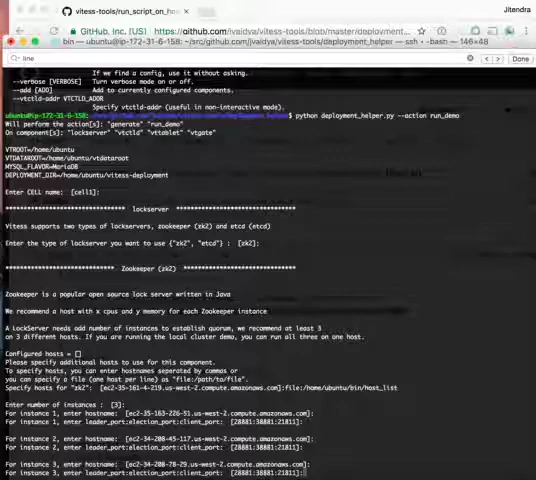 vitess-tools/run_script_on_ho ×
Jitendra
GitHub, Inc. [US] https://github.com/jvaidya/vitess-tools/blob/master/deployment_h
bin — ubuntu@ip-172-31-6-158: ~/src/github.com/jvaidya/vitess-tools/deployment_helper — ssh - -bash — 146×48
line
Done
If we find a config, use it without asking.
--verbose [VERBOSE] Turn verbose mode on or off.
--add [ADD] Add to currently configured components.
--vtctld-addr VTCTLD_ADDR
Specify vtctld-addr (useful in non-interactive mode).
ubuntu@ip-172-31-6-158: $ python deployment_helper.py --action run_demo
Will perform the action[s]: "generate" "run_demo"
On component[s]: "lockserver" "vtctld" "vttablet" "vtgate"
VTROOT=/home/ubuntu
VTDATAROOT=/home/ubuntu/vtdataroot
MYSQL_FLAVOR=MariaDB
DEPLOYMENT_DIR=/home/ubuntu/vitess-deployment
Enter CELL name: [cell1]:
******************************** lockserver ********************************
Vitess supports two types of lockservers, zookeeper (zk2) and etcd (etcd)
Enter the type of lockserver you want to use {"zk2", "etcd"} : [zk2]:
****************************** Zookeeper (zk2) ******************************
Zookeeper is a popular open source lock server written in Java
We recommend a host with x cpus and y memory for each Zookeeper instance
A LockServer needs odd number of instances to establish quorum, we recommend at least 3
on 3 different hosts. If you are running the local cluster demo, you can run all three on one host.
Configured hosts = []
Please specify additional hosts to use for this component.
To specify hosts, you can enter hostnames seperated by commas or
you can specify a file (one host per line) as "file:/path/to/file".
Specify hosts for "zk2": [ec2-35-161-4-219.us-west-2.compute.amazonaws.com]:file:/home/ubuntu/bin/host_list
Enter number of instances : [3]:
For instance 1, enter hostname: [ec2-35-163-226-51.us-west-2.compute.amazonaws.com]:
For instance 1, enter leader_port:election_port:client_port: [28881:38881:21811]:
For instance 2, enter hostname: [ec2-34-208-45-117.us-west-2.compute.amazonaws.com]:
For instance 2, enter leader_port:election_port:client_port: [28881:38881:21811]:
For instance 3, enter hostname: [ec2-34-208-78-29.us-west-2.compute.amazonaws.com]:
For instance 3, enter leader_port:election_port:client_port: [28881:38881:21811]: